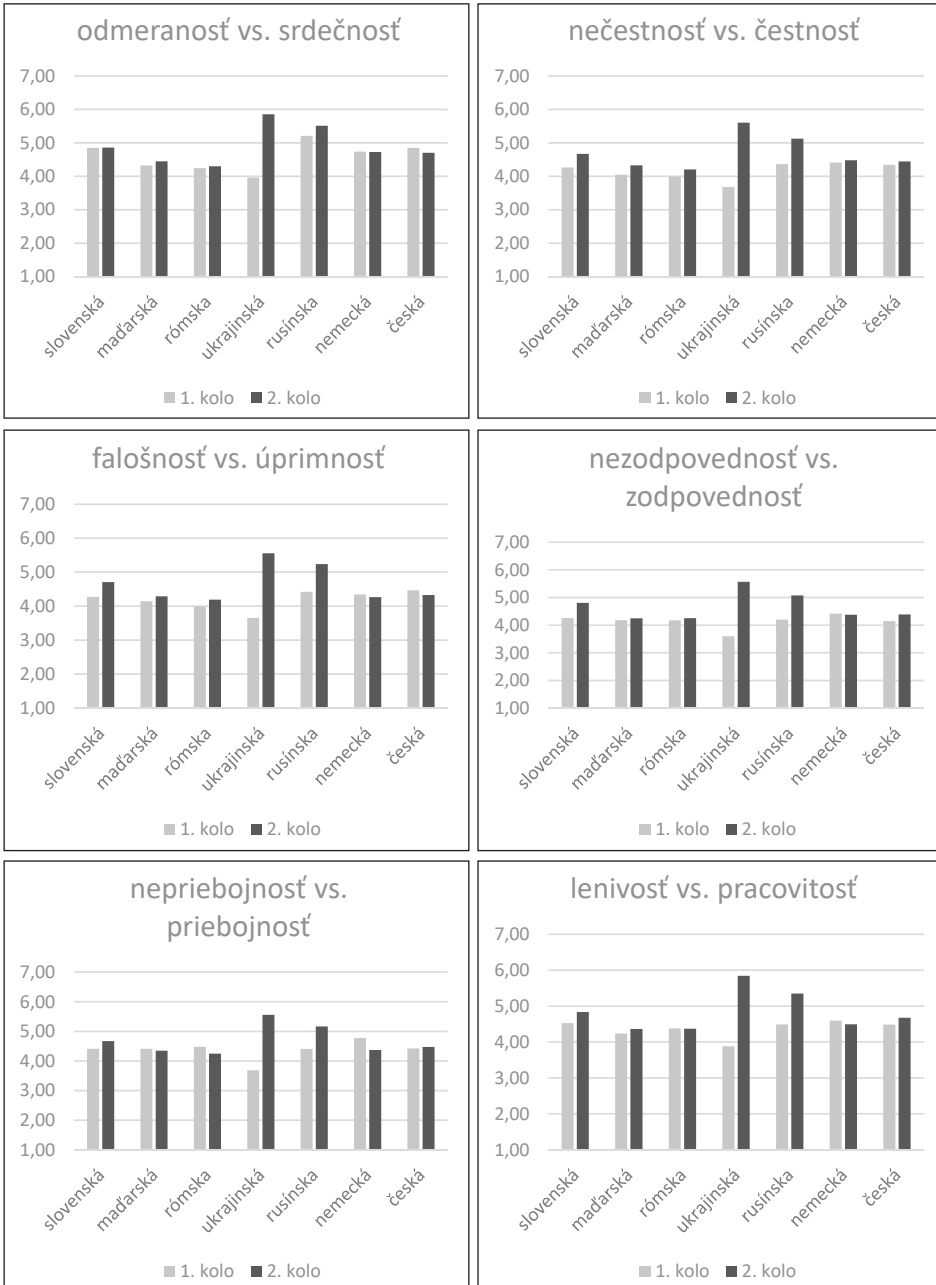 odmeranosť vs. srdečnosť
7,00
6,00
5,00
4,00
3,00
2,00
1,00
slovenská
maďarská
rómska
ukrajinská
rusínska
nemecká
česká
1. kolo 2. kolo
nečestnosť vs. čestnosť
7,00
6,00
5,00
4,00
3,00
2,00
1,00
slovenská
maďarská
rómska
ukrajinská
rusínska
nemecká
česká
1. kolo 2. kolo
falošnosť vs. úprimnosť
7,00
6,00
5,00
4,00
3,00
2,00
1,00
slovenská
maďarská
rómska
ukrajinská
rusínska
nemecká
česká
1. kolo 2. kolo
nezodpovednosť vs.
zodpovednosť
7,00
6,00
5,00
4,00
3,00
2,00
1,00
slovenská
maďarská
rómska
ukrajinská
rusínska
nemecká
česká
1. kolo 2. kolo
nepriebojnosť vs.
priebojnosť
7,00
6,00
5,00
4,00
3,00
2,00
1,00
slovenská
maďarská
rómska
ukrajinská
rusínska
nemecká
česká
1. kolo 2. kolo
lenivosť vs. pracovitosť
7,00
6,00
5,00
4,00
3,00
2,00
1,00
slovenská
maďarská
rómska
ukrajinská
rusínska
nemecká
česká
1. kolo 2. kolo